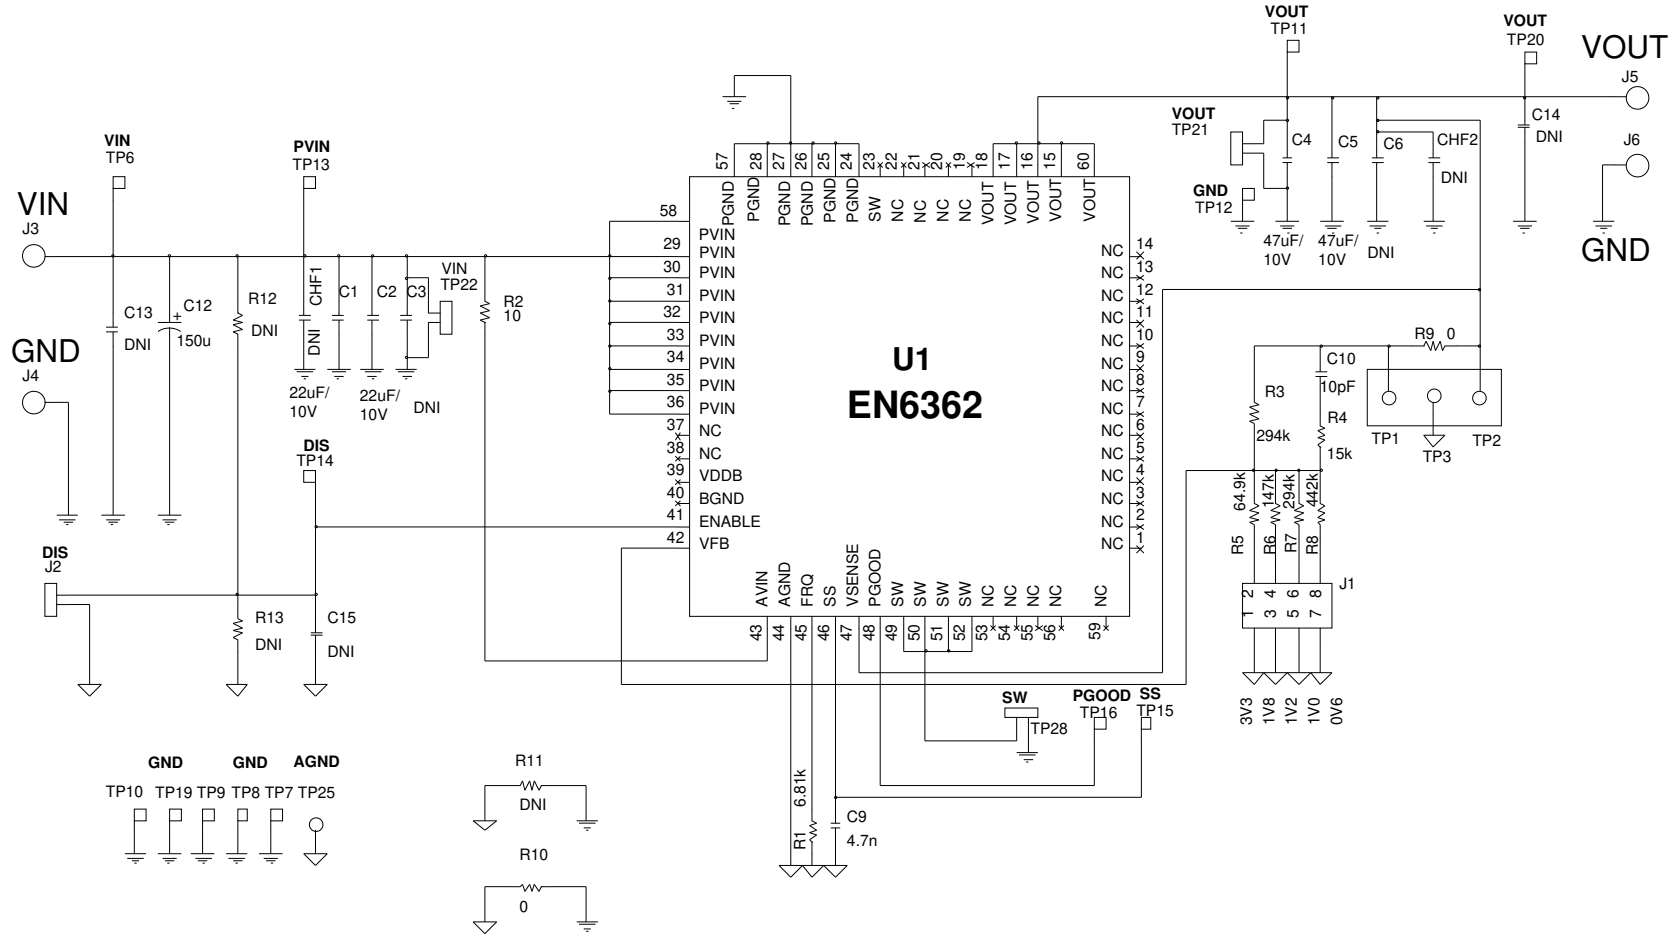 VOUT
TP11
VOUT
TP20
VOUT
J5
J6
GND
VOUT
TP21
GND
TP12
C4
C5
C6
CHF2
DNI
C14
DNI
47uF/
10V
47uF/
10V
DNI
VIN
TP6
PVIN
TP13
VIN
J3
GND
J4
C13
DNI
C12
+
150u
R12
DNI
CHF1
DNI
C1
C2
C3
VIN
TP22
22uF/
10V
22uF/
10V
DNI
R2
10
DIS
TP14
DIS
J2
R13
DNI
C15
DNI
57 28 27 26 25 24 23 22 21 20 19 18 17 16 15 60
PGND PGND PGND PGND PGND PGND SW NC NC NC NC VOUT VOUT VOUT VOUT VOUT
58 PVIN
29 PVIN
30 PVIN
31 PVIN
32 PVIN
33 PVIN
34 PVIN
35 PVIN
36 PVIN
37 NC
38 NC
39 VDDB
40 BGND
41 ENABLE
42 VFB
U1
EN6362
NC 14
NC 13
NC 12
NC 11
NC 10
NC 9
NC 8
NC 7
NC 6
NC 5
NC 4
NC 3
NC 2
NC 1
AVIN AGND FRQ SS VSENSE PGOOD SW SW SW SW NC NC NC NC NC
43 44 45 46 47 48 49 50 51 52 53 54 55 56 59
R9 0
C10
10pF
R3
294k
R4
15k
TP1
TP3
TP2
64.9k 147k 294k 442k
R5 R6 R7 R8
J1
2 4 6 8
1 3 5 7
3V3 1V8 1V2 1V0 0V6
SW
TP28
PGOOD
TP16
SS
TP15
6.81k
R1
C9
4.7n
GND GND AGND
TP10 TP19 TP9 TP8 TP7 TP25
R11
DNI
R10
0